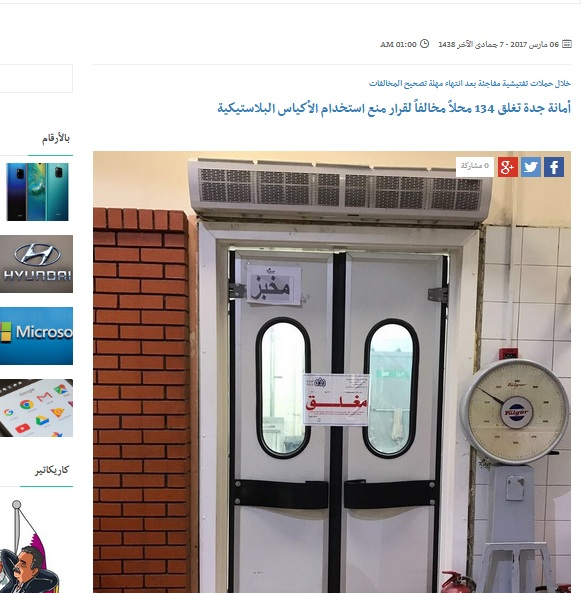 06 مارس 2017 - 7 جمادى الآخر 1438 01:00 AM
خلال حملات تفتيشية مفاجئة بعد انتهاء مهلة تصحيح المخالفات
أمانة جدة تغلق 134 محلاً مخالفاً لقرار منع استخدام الأكياس البلاستيكية
0 مشاركة
مخبز
مغلق
Fulgor
بالأرقام
HYUNDAI
Microso
Google
كاريكاتير